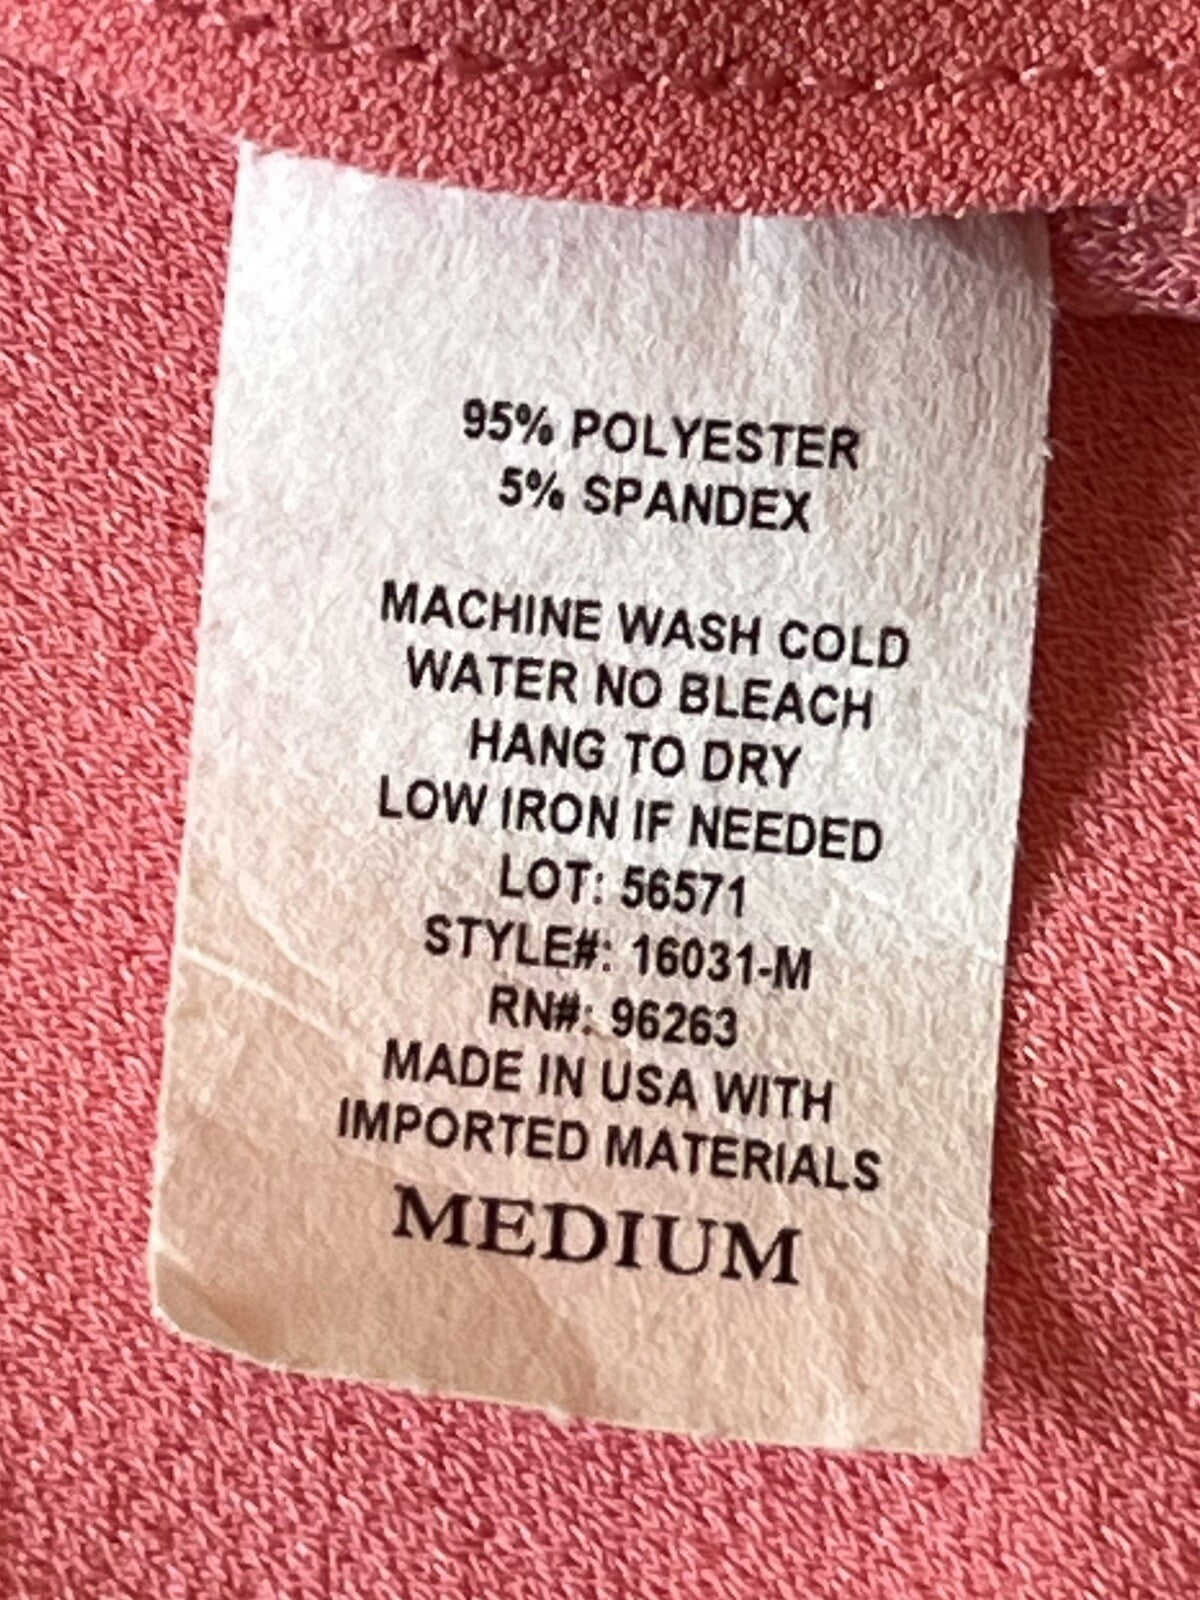 95% POLYESTER
5% SPANDEX
MACHINE WASH COLD
WATER NO BLEACH
HANG TO DRY
LOW IRON IF NEEDED
LOT: 56571
STYLE#: 16031-M
RN#: 96263
MADE IN USA WITH
IMPORTED MATERIALS
MEDIUM